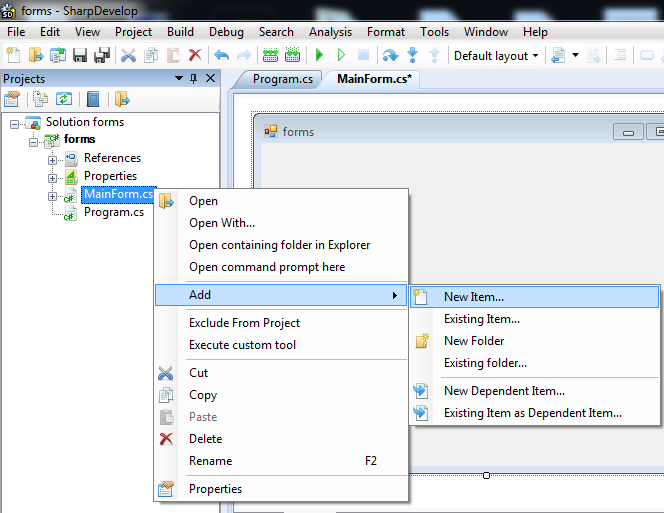 SD forms - SharpDevelop
File Edit View Project Build Debug Search Analysis Format Tools Window Help
Default layout
Projects
Program.cs MainForm.cs*
Solution forms
forms
References
Properties
MainForm.cs
Program.cs
forms
Open
Open With...
Open containing folder in Explorer
Open command prompt here
Add
Exclude From Project
Execute custom tool
Cut
Copy
Paste
Delete
Rename F2
Properties
New Item...
Existing Item...
New Folder
Existing folder...
New Dependent Item...
Existing Item as Dependent Item...